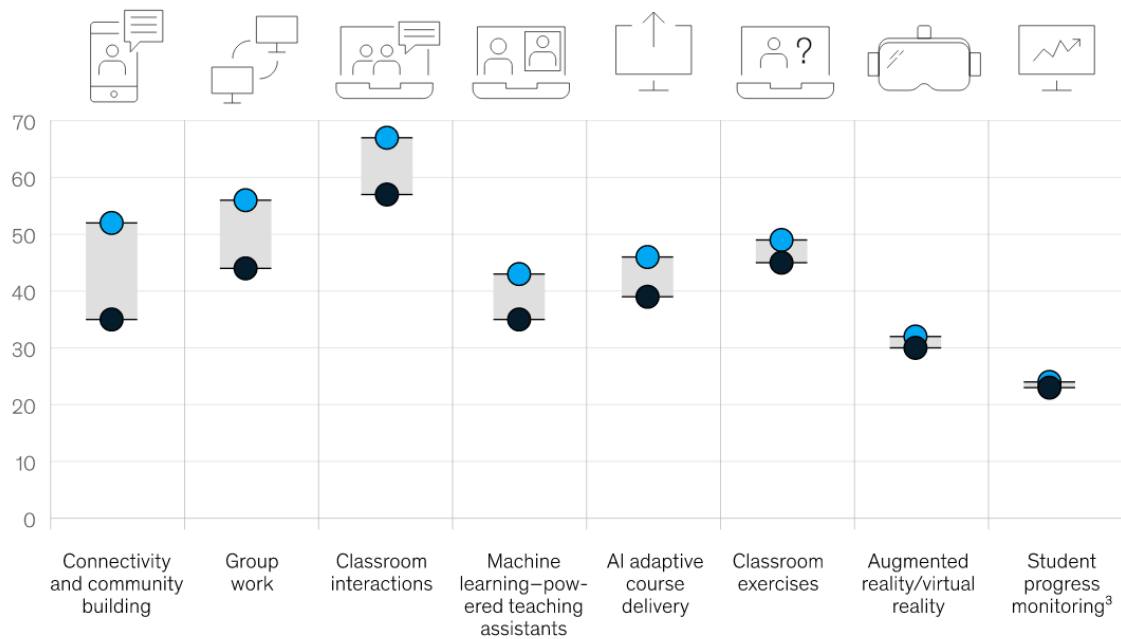 ?
70
60
50
40
30
20
10
0
Connectivity
and community
building
Group
work
Classroom
interactions
Machine
learning–pow-
ered teaching
assistants
AI adaptive
course
delivery
Classroom
exercises
Augmented
reality/virtual
reality
Student
progress
monitoring³